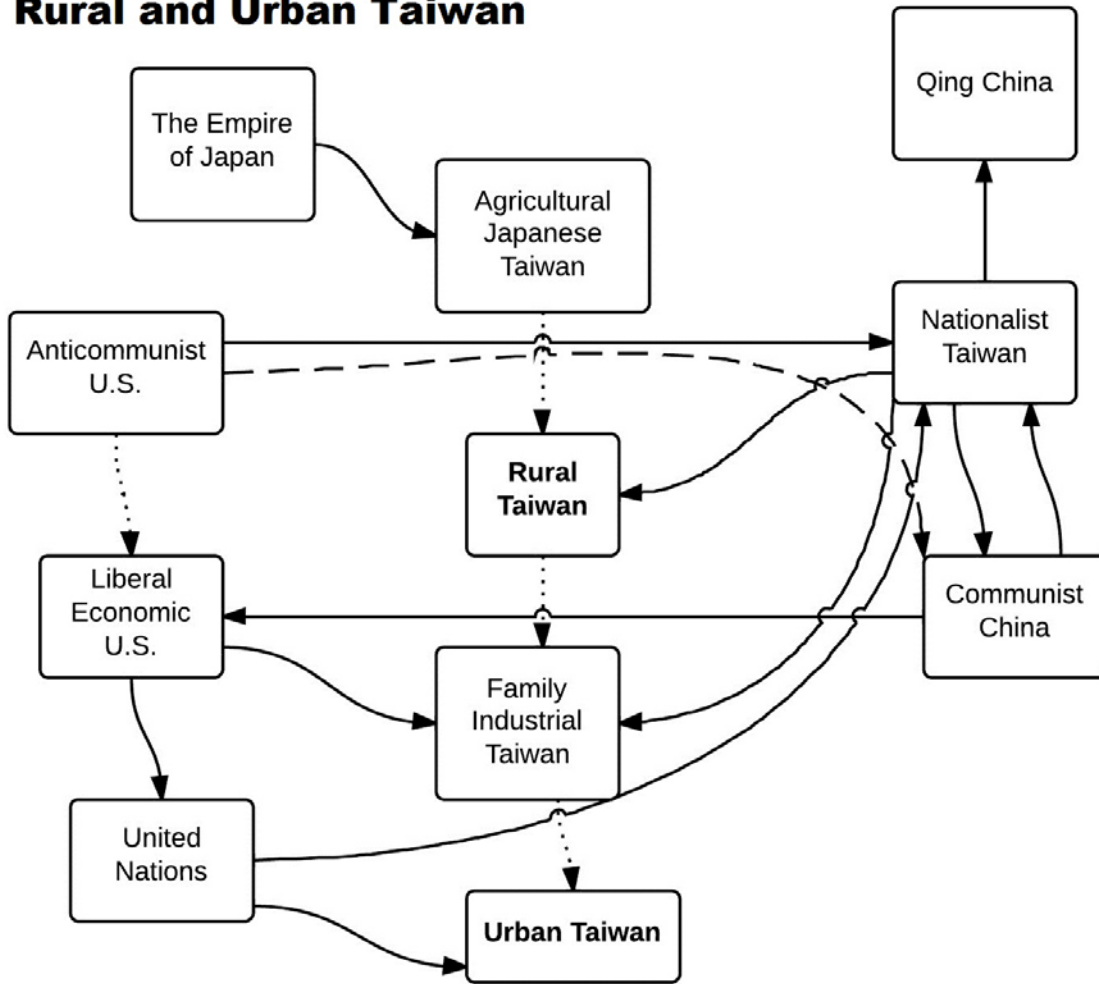 Rural and Urban Taiwan
Qing China
The Empire
of Japan
Agricultural
Japanese
Taiwan
Nationalist
Taiwan
Anticommunist
U.S.
Rural
Taiwan
Liberal
Economic
U.S.
Communist
China
Family
Industrial
Taiwan
United
Nations
Urban Taiwan